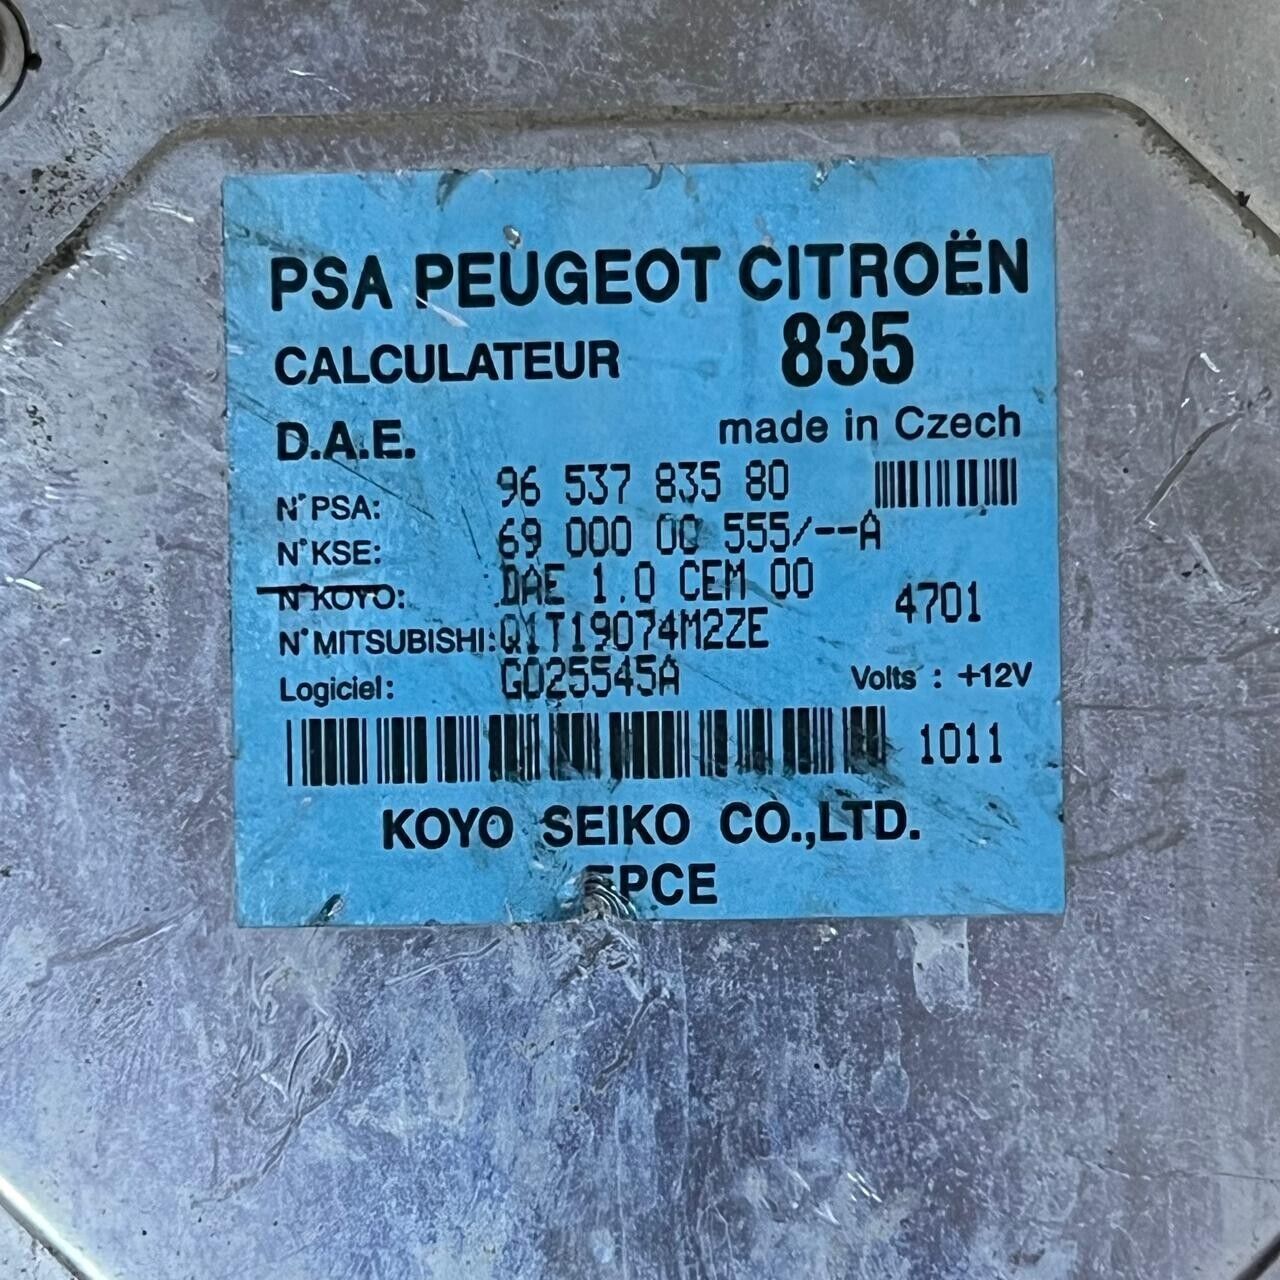 PSA PEUGEOT CITROËN
CALCULATEUR 835
D.A.E. made in Czech
N° PSA: 96 537 835 80
N° KSE: 69 000 00 555/--A
N° KOYO: DAE 1.0 CEM 00 4701
N° MITSUBISHI: Q1T19074M2ZE
Logiciel: G025545A Volts : +12V
1011
KOYO SEIKO CO.,LTD.
EPCE